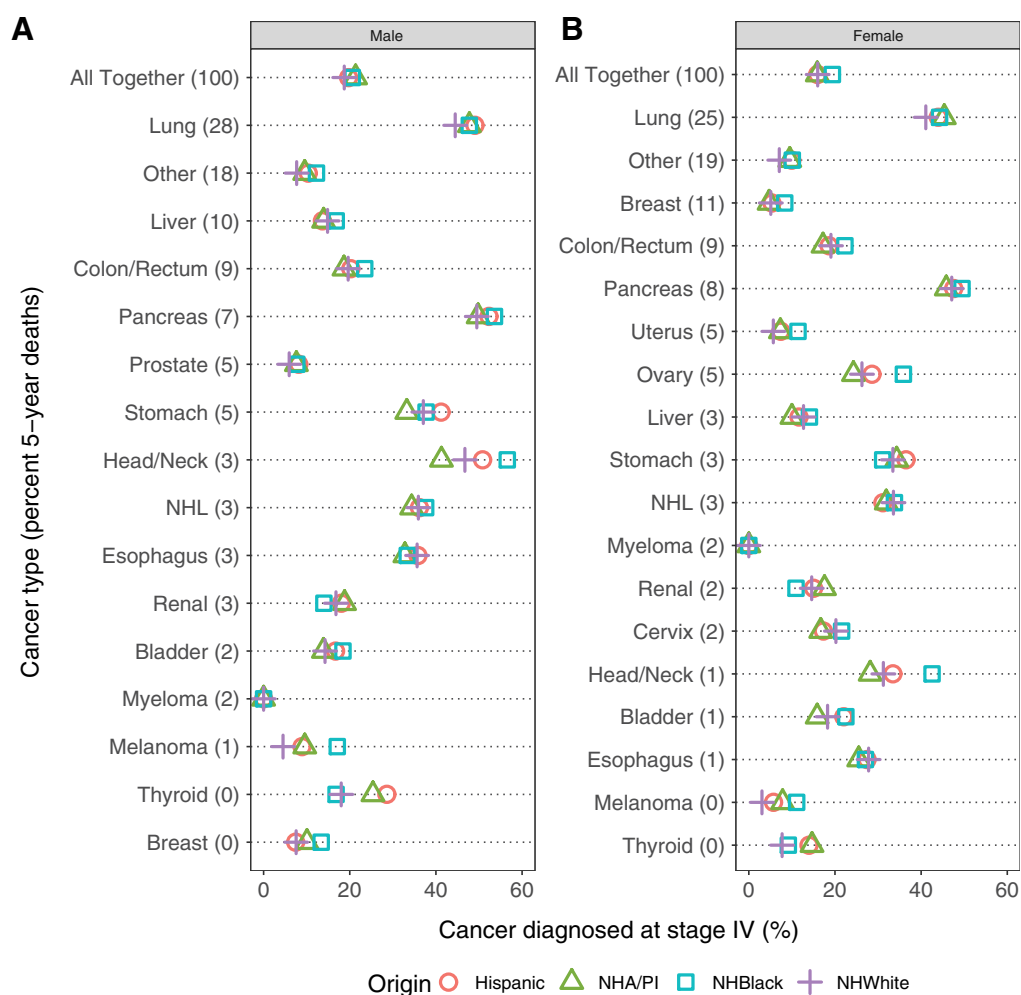 A
B
Male
Female
Cancer type (percent 5−year deaths)
All Together (100)
Lung (28)
Other (18)
Liver (10)
Colon/Rectum (9)
Pancreas (7)
Prostate (5)
Stomach (5)
Head/Neck (3)
NHL (3)
Esophagus (3)
Renal (3)
Bladder (2)
Myeloma (2)
Melanoma (1)
Thyroid (0)
Breast (0)
0 20 40 60
All Together (100)
Lung (25)
Other (19)
Breast (11)
Colon/Rectum (9)
Pancreas (8)
Uterus (5)
Ovary (5)
Liver (3)
Stomach (3)
NHL (3)
Myeloma (2)
Renal (2)
Cervix (2)
Head/Neck (1)
Bladder (1)
Esophagus (1)
Melanoma (0)
Thyroid (0)
0 20 40 60
Cancer diagnosed at stage IV (%)
Origin Hispanic NHA/PI NHBlack NHWhite